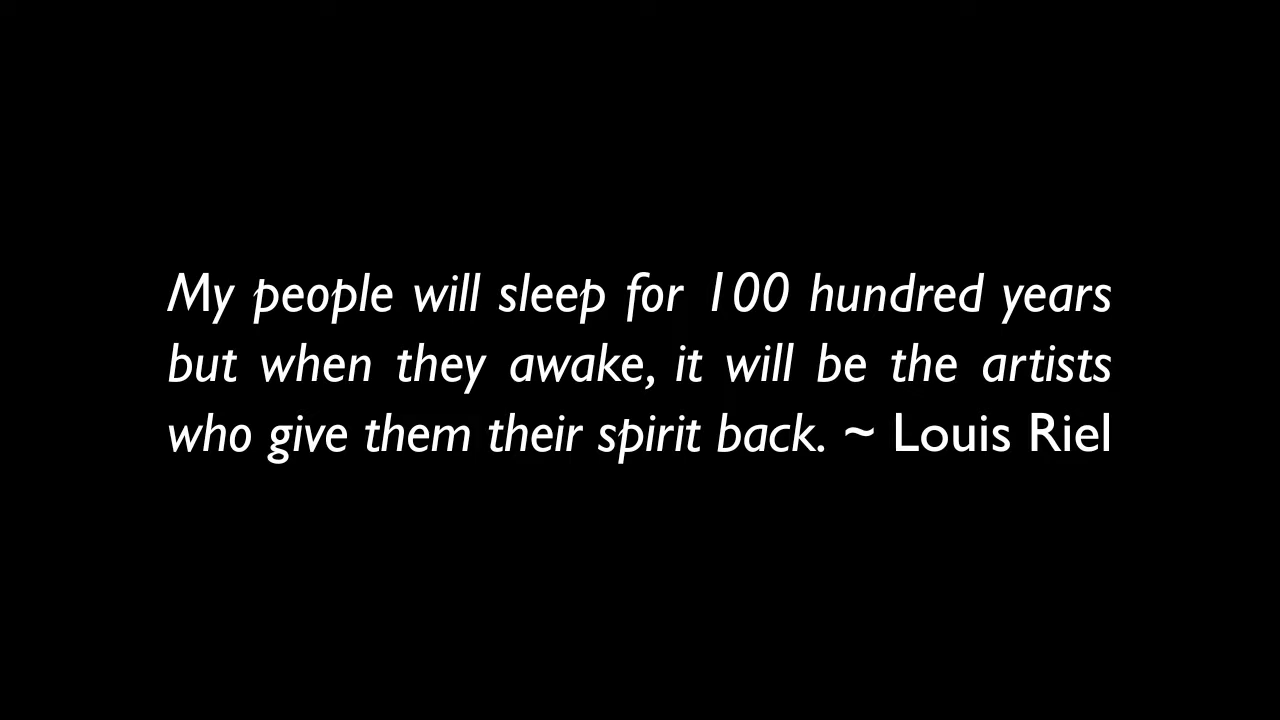 My people will sleep for 100 hundred years
but when they awake, it will be the artists
who give them their spirit back. ~ Louis Riel